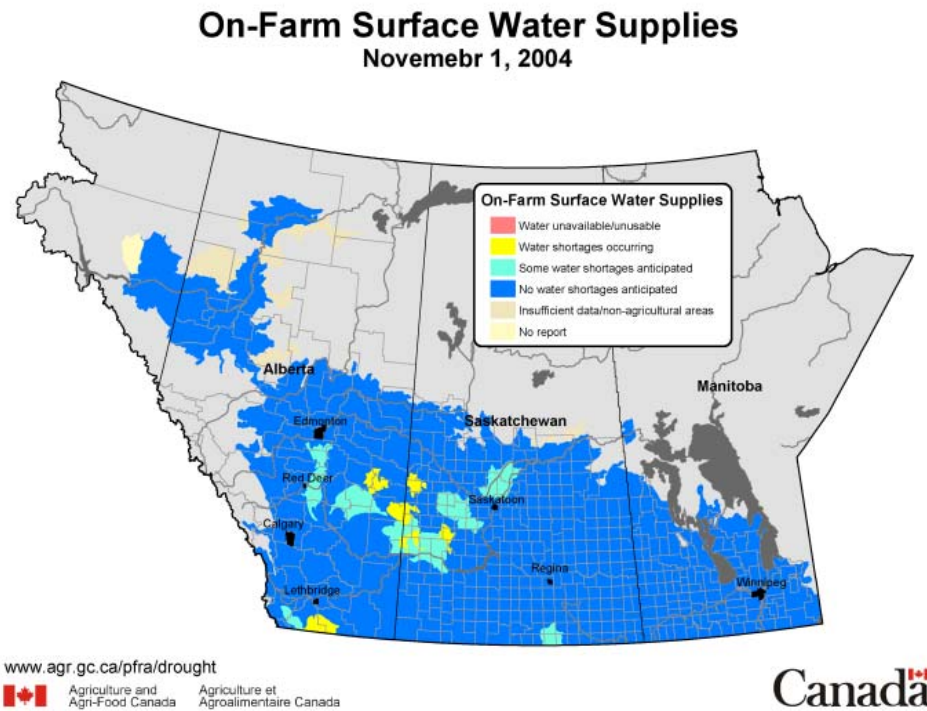 On-Farm Surface Water Supplies
Novemebr 1, 2004
On-Farm Surface Water Supplies
Water unavailable/unusable
Water shortages occurring
Some water shortages anticipated
No water shortages anticipated
Insufficient data/non-agricultural areas
No report
Alberta
Manitoba
Saskatchewan
Edmonton
Red Deer
Saskatoon
Calgary
Regina
Lethbridge
Winnipeg
www.agr.gc.ca/pfra/drought
Agriculture and Agriculture et
Agri-Food Canada Agroalimentaire Canada
Canada